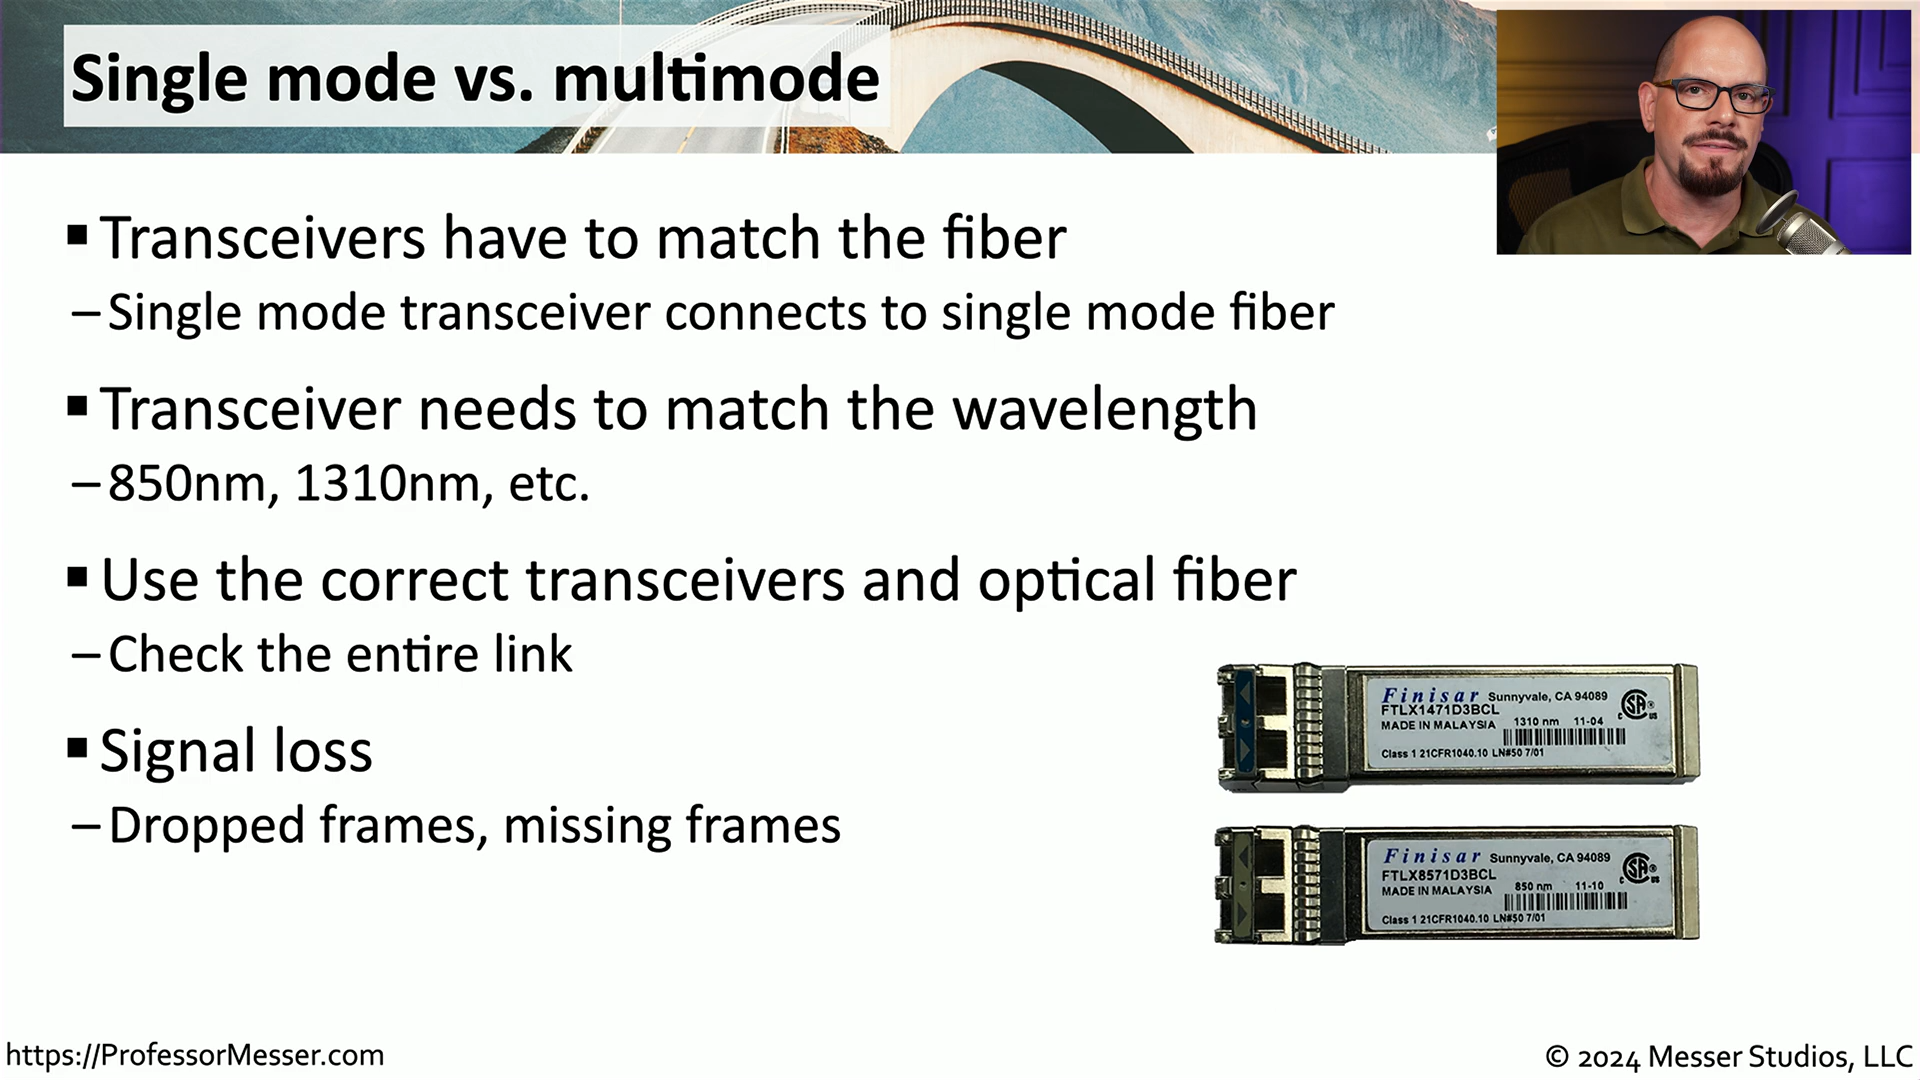 Single mode vs. multimode
▪ Transceivers have to match the fiber
– Single mode transceiver connects to single mode fiber
▪ Transceiver needs to match the wavelength
– 850nm, 1310nm, etc.
▪ Use the correct transceivers and optical fiber
– Check the entire link
▪ Signal loss
– Dropped frames, missing frames
Finisar Sunnyvale, CA 94089
FTLX1471D3BCL
MADE IN MALAYSIA 1310 nm 11-04
Class 1 21CFR1040.10 LN#50 7/01
SA
C US
Finisar Sunnyvale, CA 94089
FTLX8571D3BCL
MADE IN MALAYSIA 850 nm 11-10
Class 1 21CFR1040.10 LN#50 7/01
SA
C US
https://ProfessorMesser.com
© 2024 Messer Studios, LLC